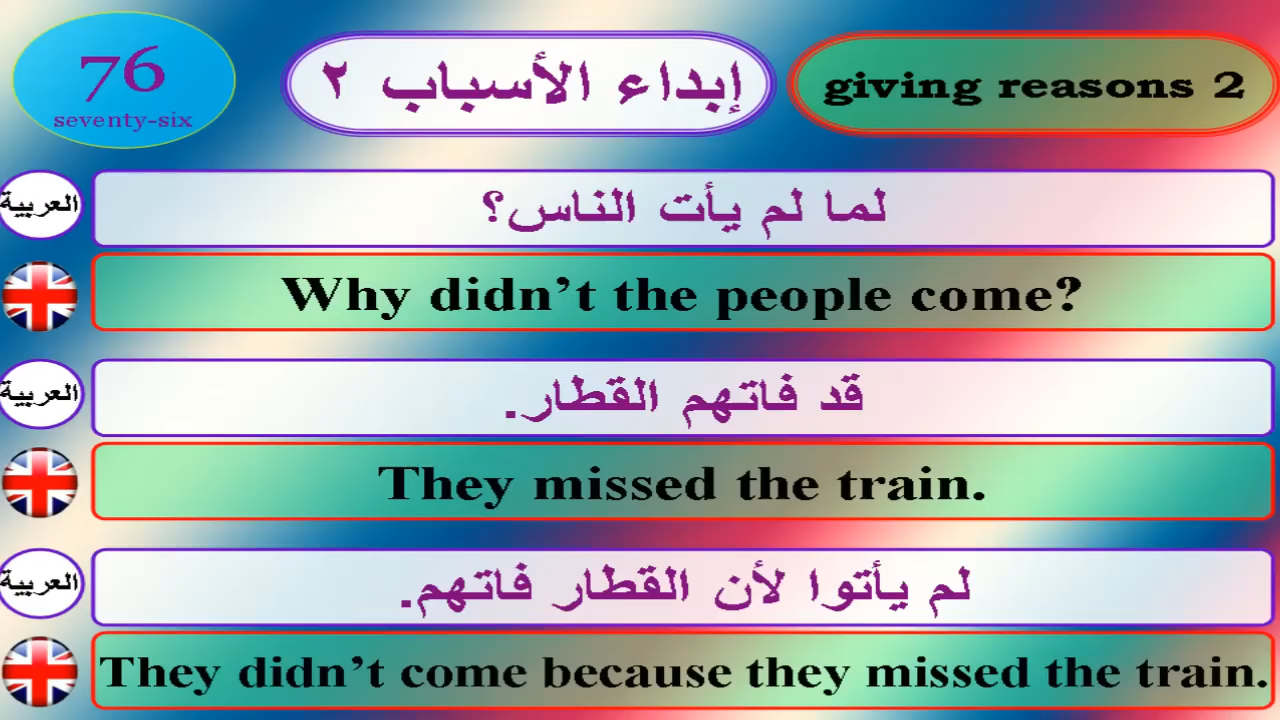 76
seventy-six
إبداء الأسباب ٢
giving reasons 2
العربية
لما لم يأت الناس؟
Why didn’t the people come?
العربية
قد فاتهم القطار.
They missed the train.
العربية
لم يأتوا لأن القطار فاتهم.
They didn’t come because they missed the train.